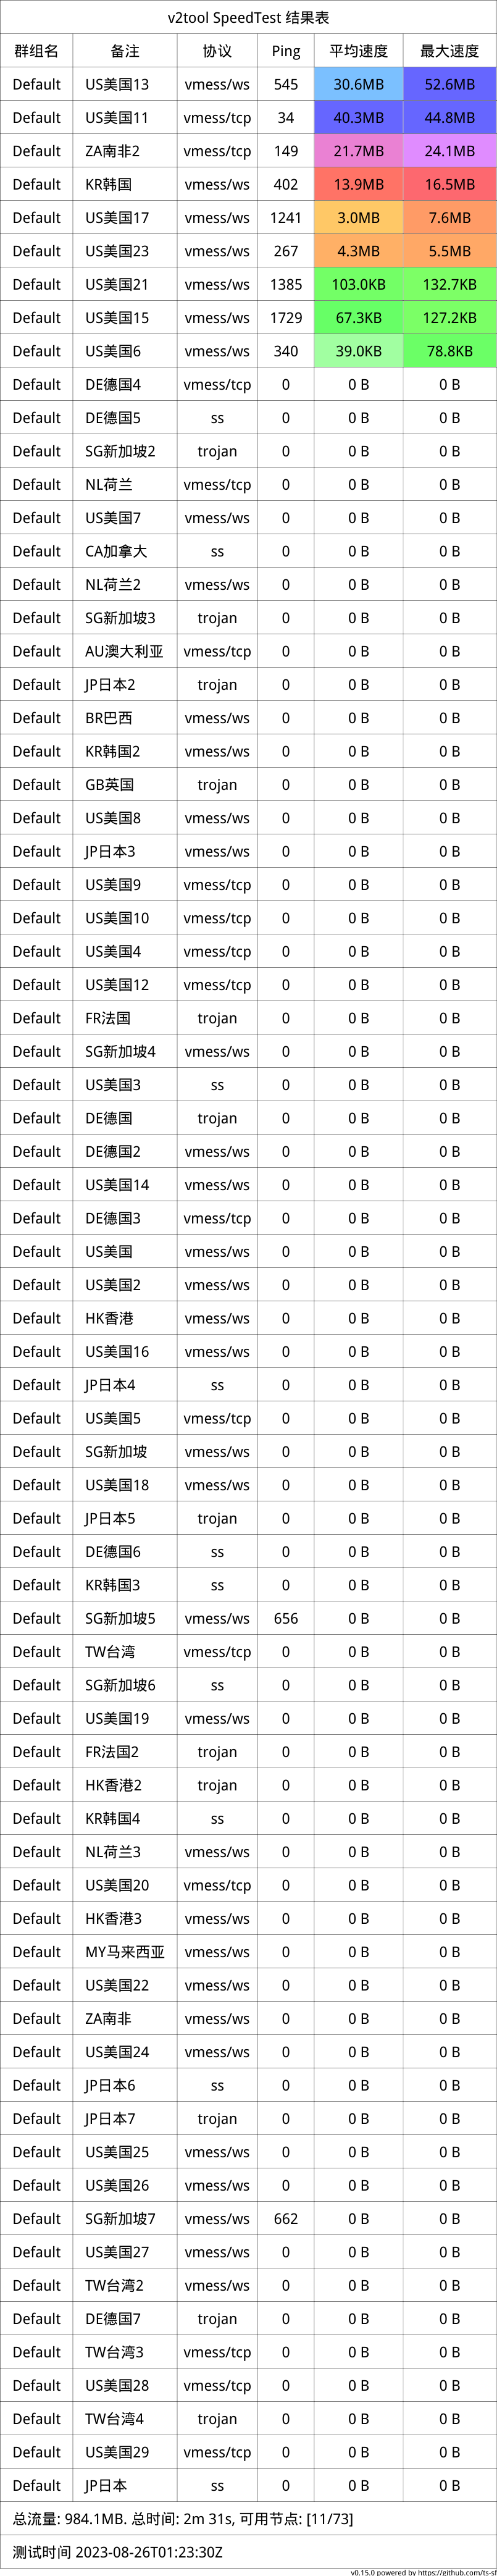 v2tool SpeedTest 结果表
群组名 备注 协议 Ping 平均速度 最大速度
Default US美国13 vmess/ws 545 30.6MB 52.6MB
Default US美国11 vmess/tcp 34 40.3MB 44.8MB
Default ZA南非2 vmess/tcp 149 21.7MB 24.1MB
Default KR韩国 vmess/ws 402 13.9MB 16.5MB
Default US美国17 vmess/ws 1241 3.0MB 7.6MB
Default US美国23 vmess/ws 267 4.3MB 5.5MB
Default US美国21 vmess/ws 1385 103.0KB 132.7KB
Default US美国15 vmess/ws 1729 67.3KB 127.2KB
Default US美国6 vmess/ws 340 39.0KB 78.8KB
Default DE德国4 vmess/tcp 0 0 B 0 B
Default DE德国5 ss 0 0 B 0 B
Default SG新加坡2 trojan 0 0 B 0 B
Default NL荷兰 vmess/tcp 0 0 B 0 B
Default US美国7 vmess/ws 0 0 B 0 B
Default CA加拿大 ss 0 0 B 0 B
Default NL荷兰2 vmess/ws 0 0 B 0 B
Default SG新加坡3 trojan 0 0 B 0 B
Default AU澳大利亚 vmess/tcp 0 0 B 0 B
Default JP日本2 trojan 0 0 B 0 B
Default BR巴西 vmess/ws 0 0 B 0 B
Default KR韩国2 vmess/ws 0 0 B 0 B
Default GB英国 trojan 0 0 B 0 B
Default US美国8 vmess/ws 0 0 B 0 B
Default JP日本3 vmess/ws 0 0 B 0 B
Default US美国9 vmess/tcp 0 0 B 0 B
Default US美国10 vmess/tcp 0 0 B 0 B
Default US美国4 vmess/tcp 0 0 B 0 B
Default US美国12 vmess/tcp 0 0 B 0 B
Default FR法国 trojan 0 0 B 0 B
Default SG新加坡4 vmess/ws 0 0 B 0 B
Default US美国3 ss 0 0 B 0 B
Default DE德国 trojan 0 0 B 0 B
Default DE德国2 vmess/ws 0 0 B 0 B
Default US美国14 vmess/ws 0 0 B 0 B
Default DE德国3 vmess/tcp 0 0 B 0 B
Default US美国 vmess/ws 0 0 B 0 B
Default US美国2 vmess/ws 0 0 B 0 B
Default HK香港 vmess/ws 0 0 B 0 B
Default US美国16 vmess/ws 0 0 B 0 B
Default JP日本4 ss 0 0 B 0 B
Default US美国5 vmess/tcp 0 0 B 0 B
Default SG新加坡 vmess/ws 0 0 B 0 B
Default US美国18 vmess/ws 0 0 B 0 B
Default JP日本5 trojan 0 0 B 0 B
Default DE德国6 ss 0 0 B 0 B
Default KR韩国3 ss 0 0 B 0 B
Default SG新加坡5 vmess/ws 656 0 B 0 B
Default TW台湾 vmess/tcp 0 0 B 0 B
Default SG新加坡6 ss 0 0 B 0 B
Default US美国19 vmess/ws 0 0 B 0 B
Default FR法国2 trojan 0 0 B 0 B
Default HK香港2 trojan 0 0 B 0 B
Default KR韩国4 ss 0 0 B 0 B
Default NL荷兰3 vmess/ws 0 0 B 0 B
Default US美国20 vmess/tcp 0 0 B 0 B
Default HK香港3 vmess/ws 0 0 B 0 B
Default MY马来西亚 vmess/ws 0 0 B 0 B
Default US美国22 vmess/ws 0 0 B 0 B
Default ZA南非 vmess/ws 0 0 B 0 B
Default US美国24 vmess/ws 0 0 B 0 B
Default JP日本6 ss 0 0 B 0 B
Default JP日本7 trojan 0 0 B 0 B
Default US美国25 vmess/ws 0 0 B 0 B
Default US美国26 vmess/ws 0 0 B 0 B
Default SG新加坡7 vmess/ws 662 0 B 0 B
Default US美国27 vmess/ws 0 0 B 0 B
Default TW台湾2 vmess/ws 0 0 B 0 B
Default DE德国7 trojan 0 0 B 0 B
Default TW台湾3 vmess/tcp 0 0 B 0 B
Default US美国28 vmess/tcp 0 0 B 0 B
Default TW台湾4 trojan 0 0 B 0 B
Default US美国29 vmess/tcp 0 0 B 0 B
Default JP日本 ss 0 0 B 0 B
总流量: 984.1MB. 总时间: 2m 31s, 可用节点: [11/73]
测试时间 2023-08-26T01:23:30Z
v0.15.0 powered by https://github.com/ts-sf